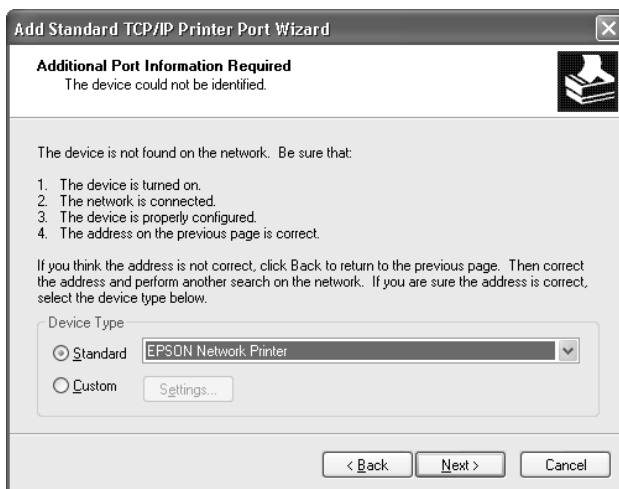 Add Standard TCP/IP Printer Port Wizard
Additional Port Information Required
The device could not be identified.
The device is not found on the network. Be sure that:
1. The device is turned on.
2. The network is connected.
3. The device is properly configured.
4. The address on the previous page is correct.
If you think the address is not correct, click Back to return to the previous page. Then correct
the address and perform another search on the network. If you are sure the address is correct,
select the device type below.
Device Type
Standard EPSON Network Printer
Custom Settings...
< Back Next > Cancel